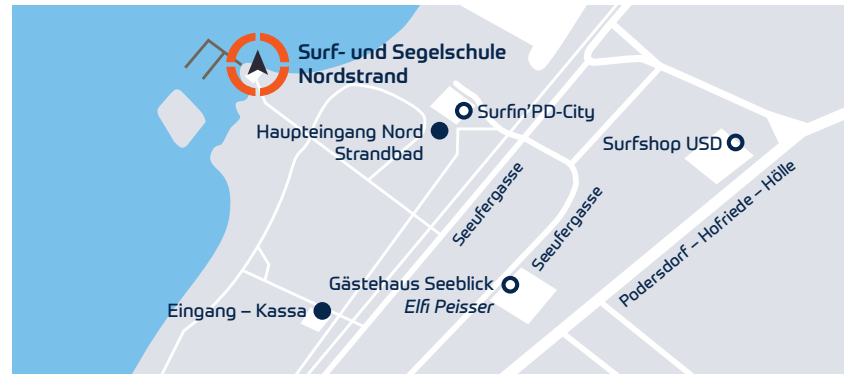 Surf- und Segelschule
Nordstrand
Surfin'PD-City
Haupteingang Nord
Strandbad
Surfshop USD
Seeufergasse
Seeufergasse
Podersdorf – Hofriede – Hölle
Gästehaus Seeblick
Elfi Peisser
Eingang – Kassa